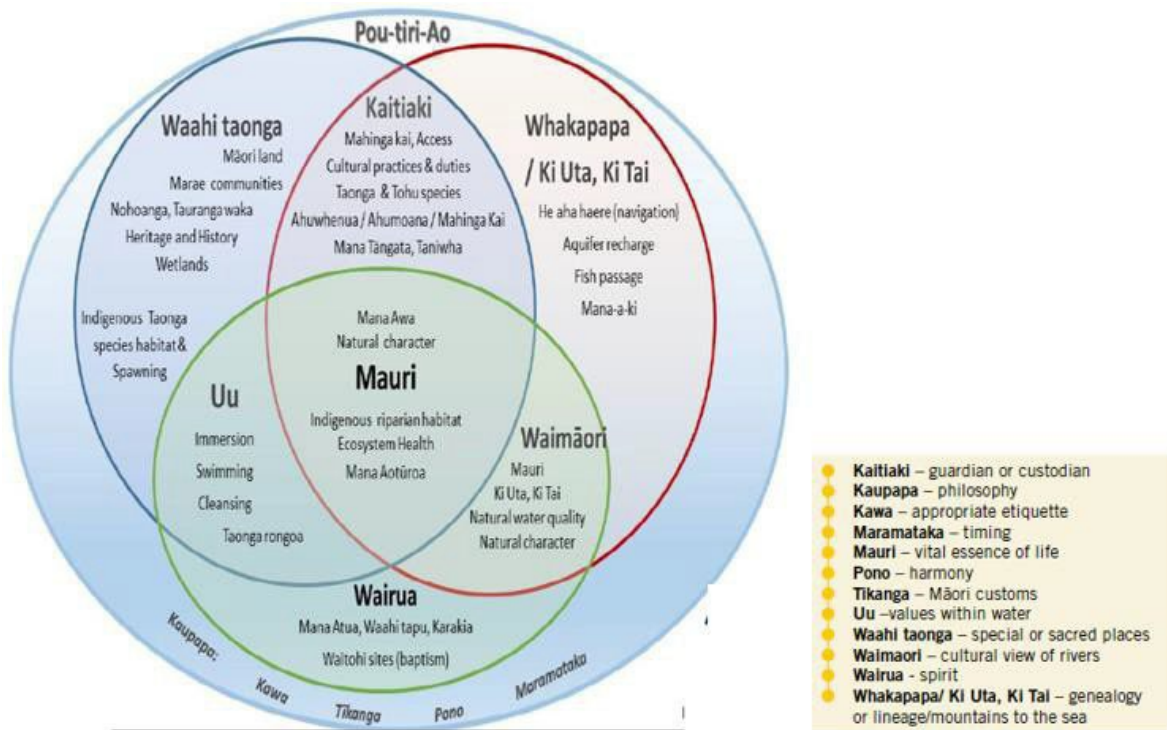 Pou-tiri-Ao
Waahi taonga
Māori land
Marae communities
Nohoanga, Tauranga waka
Heritage and History
Wetlands
Indigenous Taonga
species habitat &
Spawning
Kaitiaki
Mahinga kai, Access
Cultural practices & duties
Taonga & Tohu species
Ahuwhenua / Ahumoana / Mahinga Kai
Mana Tangata, Taniwha
Whakapapa
/ Ki Uta, Ki Tai
He aha haere (navigation)
Aquifer recharge
Fish passage
Mana-a-ki
Mana Awa
Natural character
Mauri
Indigenous riparian habitat
Ecosystem Health
Mana Aotūroa
Uu
Immersion
Swimming
Cleansing
Taonga rongoa
Waimāori
Mauri
Ki Uta, Ki Tai
Natural water quality
Natural character
Wairua
Mana Atua, Waahi tapu, Karakia
Waitohi sites (baptism)
Kaupapa:
Kawa
Tikanga
Pono
Maramataka
Kaitiaki – guardian or custodian
Kaupapa – philosophy
Kawa – appropriate etiquette
Maramataka – timing
Mauri – vital essence of life
Pono – harmony
Tikanga – Māori customs
Uu –values within water
Waahi taonga – special or sacred places
Waimaori – cultural view of rivers
Wairua - spirit
Whakapapa/ Ki Uta, Ki Tai – genealogy
or lineage/mountains to the sea